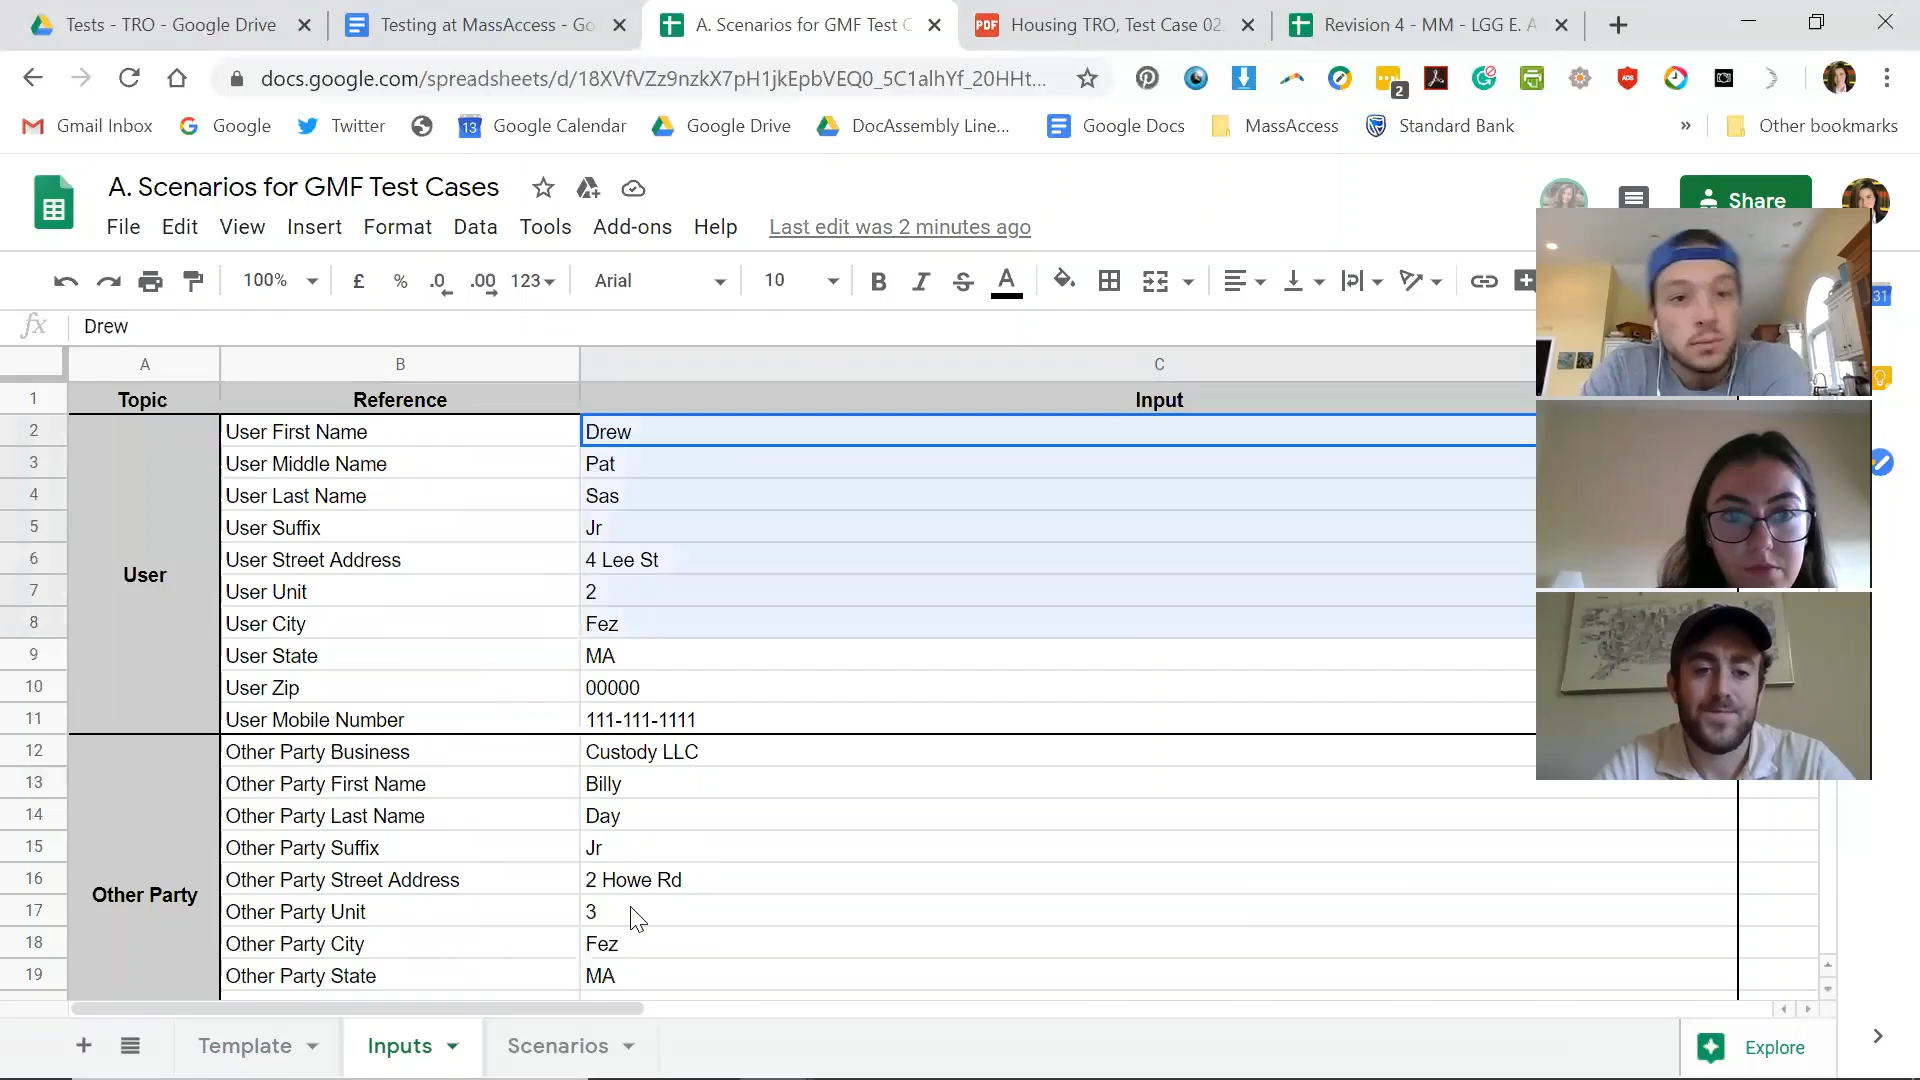 Tests - TRO - Google Drive
Testing at MassAccess - Go
A. Scenarios for GMF Test C
PDF Housing TRO, Test Case 02
Revision 4 - MM - LGG E. A
docs.google.com/spreadsheets/d/18XVfVZz9nzkX7pH1jkEpbVEQ0_5C1alhYf_20HHt...
2
ADS
Gmail Inbox
Google
Twitter
13 Google Calendar
Google Drive
DocAssembly Line...
Google Docs
MassAccess
Standard Bank
»
Other bookmarks
A. Scenarios for GMF Test Cases
Share
File Edit View Insert Format Data Tools Add-ons Help Last edit was 2 minutes ago
100% £ % .0 .00 123 Arial 10 B I S A
31
fx Drew
A B C
1 Topic Reference Input
2 User First Name Drew
3 User Middle Name Pat
4 User Last Name Sas
5 User Suffix Jr
6 User Street Address 4 Lee St
User
7 User Unit 2
8 User City Fez
9 User State MA
10 User Zip 00000
11 User Mobile Number 111-111-1111
12 Other Party Business Custody LLC
13 Other Party First Name Billy
14 Other Party Last Name Day
15 Other Party Suffix Jr
16 Other Party Street Address 2 Howe Rd
Other Party
17 Other Party Unit 3
18 Other Party City Fez
19 Other Party State MA
Template Inputs Scenarios
Explore